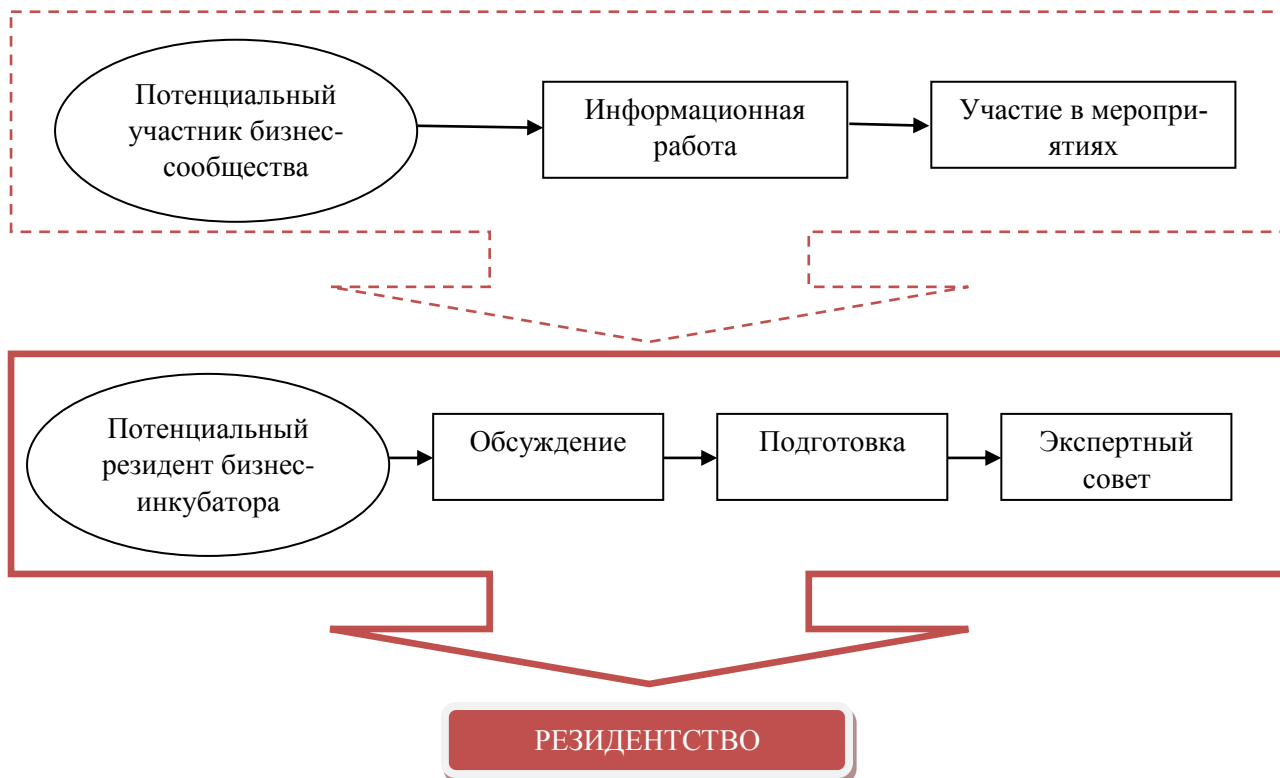 Потенциальный
участник бизнес-
сообщества
Информационная
работа
Участие в меропри-
ятиях
Потенциальный
резидент бизнес-
инкубатора
Обсуждение
Подготовка
Экспертный
совет
РЕЗИДЕНТСТВО